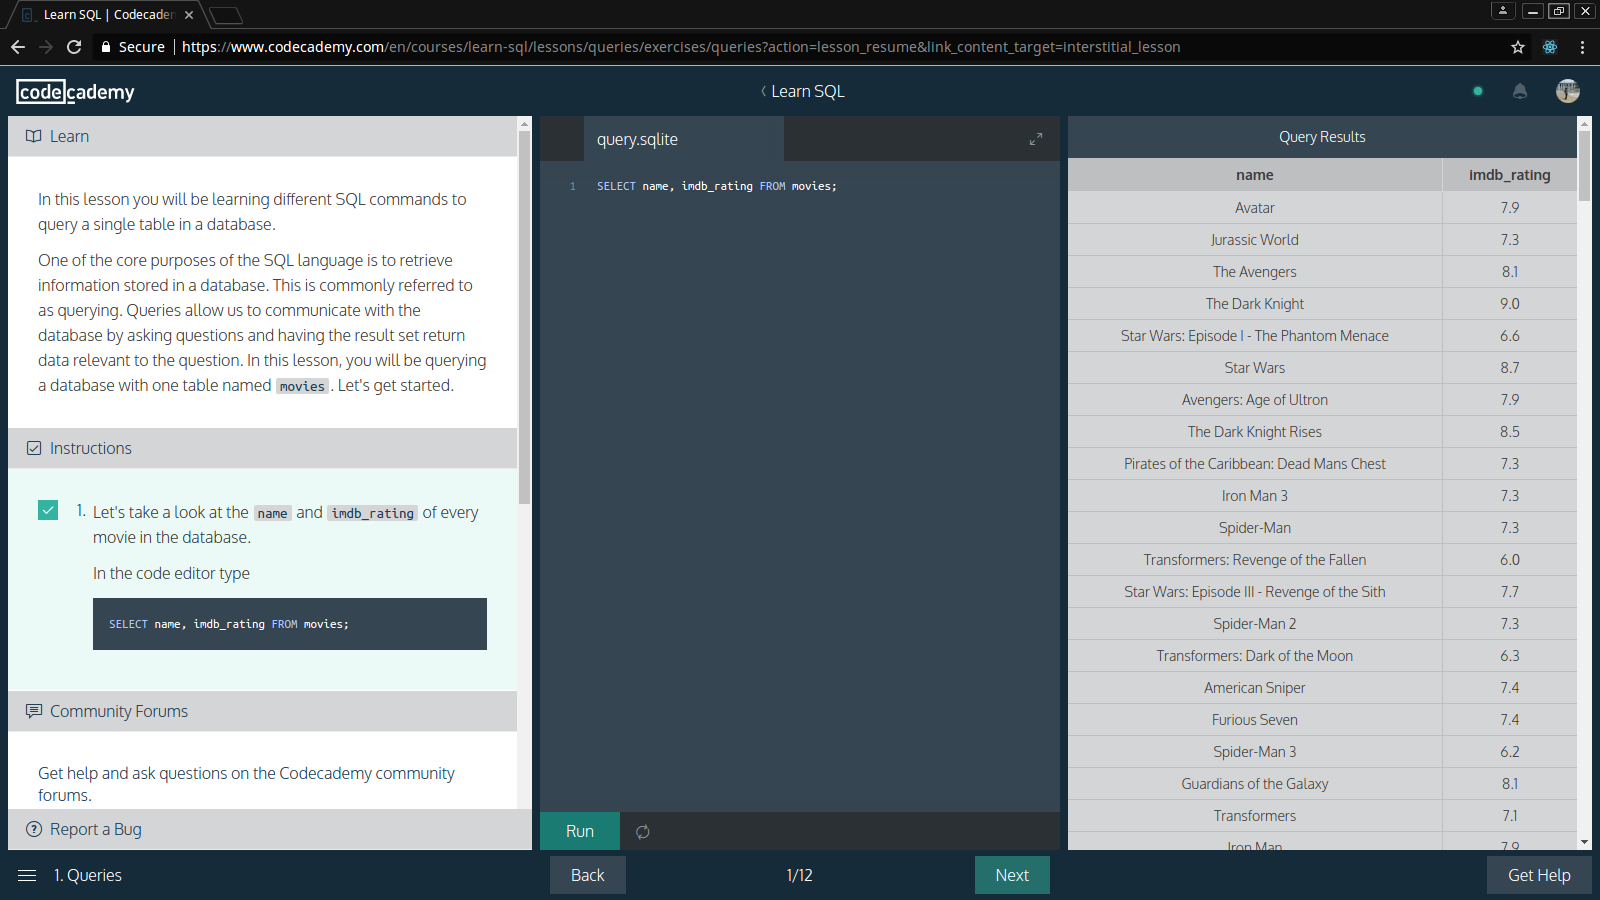 Learn SQL | Codecaden
Secure
https://www.codecademy.com/en/courses/learn-sql/lessons/queries/exercises/queries?action=lesson_resume&link_content_target=interstitial_lesson
codecademy
Learn SQL
Learn
In this lesson you will be learning different SQL commands to
query a single table in a database.
One of the core purposes of the SQL language is to retrieve
information stored in a database. This is commonly referred to
as querying. Queries allow us to communicate with the
database by asking questions and having the result set return
data relevant to the question. In this lesson, you will be querying
a database with one table named movies. Let's get started.
Instructions
1. Let's take a look at the name and imdb_rating of every
movie in the database.
In the code editor type
SELECT name, imdb_rating FROM movies;
Community Forums
Get help and ask questions on the Codecademy community
forums.
Report a Bug
query.sqlite
1 SELECT name, imdb_rating FROM movies;
Run
Query Results
name imdb_rating
Avatar 7.9
Jurassic World 7.3
The Avengers 8.1
The Dark Knight 9.0
Star Wars: Episode I - The Phantom Menace 6.6
Star Wars 8.7
Avengers: Age of Ultron 7.9
The Dark Knight Rises 8.5
Pirates of the Caribbean: Dead Mans Chest 7.3
Iron Man 3 7.3
Spider-Man 7.3
Transformers: Revenge of the Fallen 6.0
Star Wars: Episode III - Revenge of the Sith 7.7
Spider-Man 2 7.3
Transformers: Dark of the Moon 6.3
American Sniper 7.4
Furious Seven 7.4
Spider-Man 3 6.2
Guardians of the Galaxy 8.1
Transformers 7.1
Iron Man 7.9
1. Queries
Back
1/12
Next
Get Help